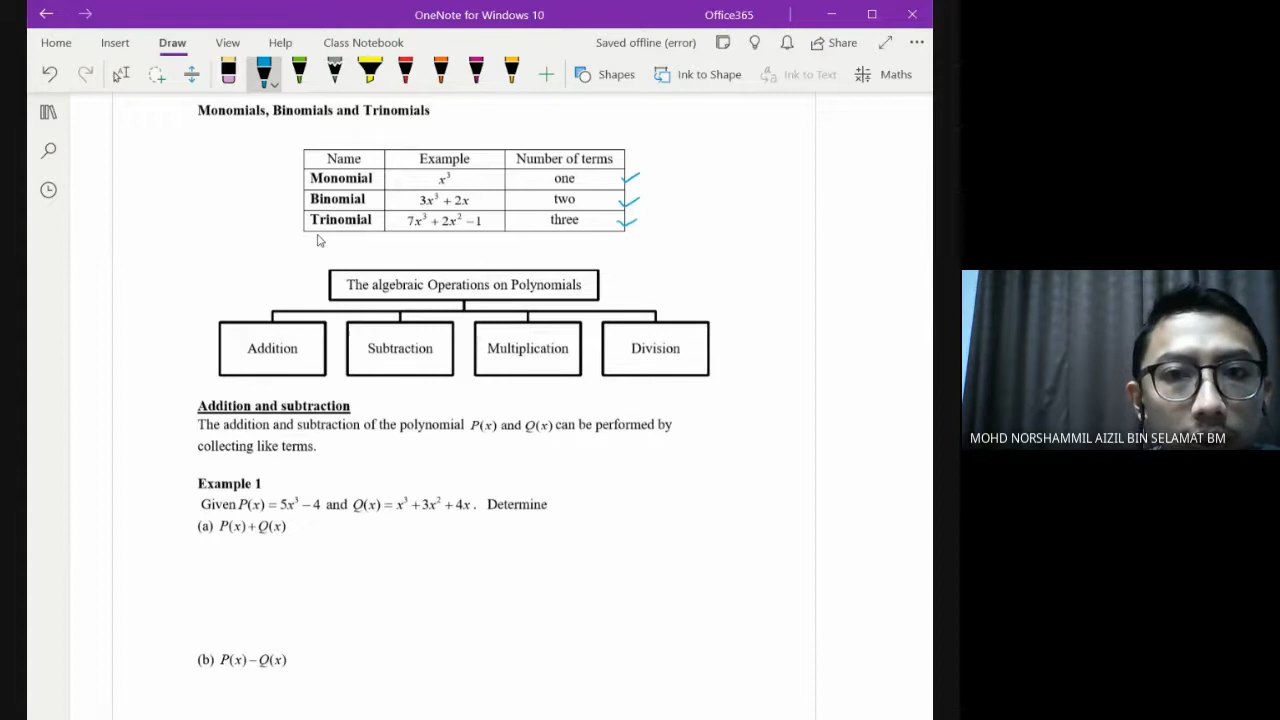 OneNote for Windows 10
Office365
Home Insert Draw View Help Class Notebook
Saved offline (error)
Share
Shapes
Ink to Shape
Ink to Text
Maths
Monomials, Binomials and Trinomials
Name Example Number of terms
Monomial x³ one
Binomial 3x³ + 2x two
Trinomial 7x³ + 2x² − 1 three
The algebraic Operations on Polynomials
Addition Subtraction Multiplication Division
Addition and subtraction
The addition and subtraction of the polynomial P(x) and Q(x) can be performed by
collecting like terms.
Example 1
Given P(x) = 5x³ − 4 and Q(x) = x³ + 3x² + 4x . Determine
(a) P(x)+Q(x)
(b) P(x)−Q(x)
MOHD NORSHAMMIL AIZIL BIN SELAMAT BM